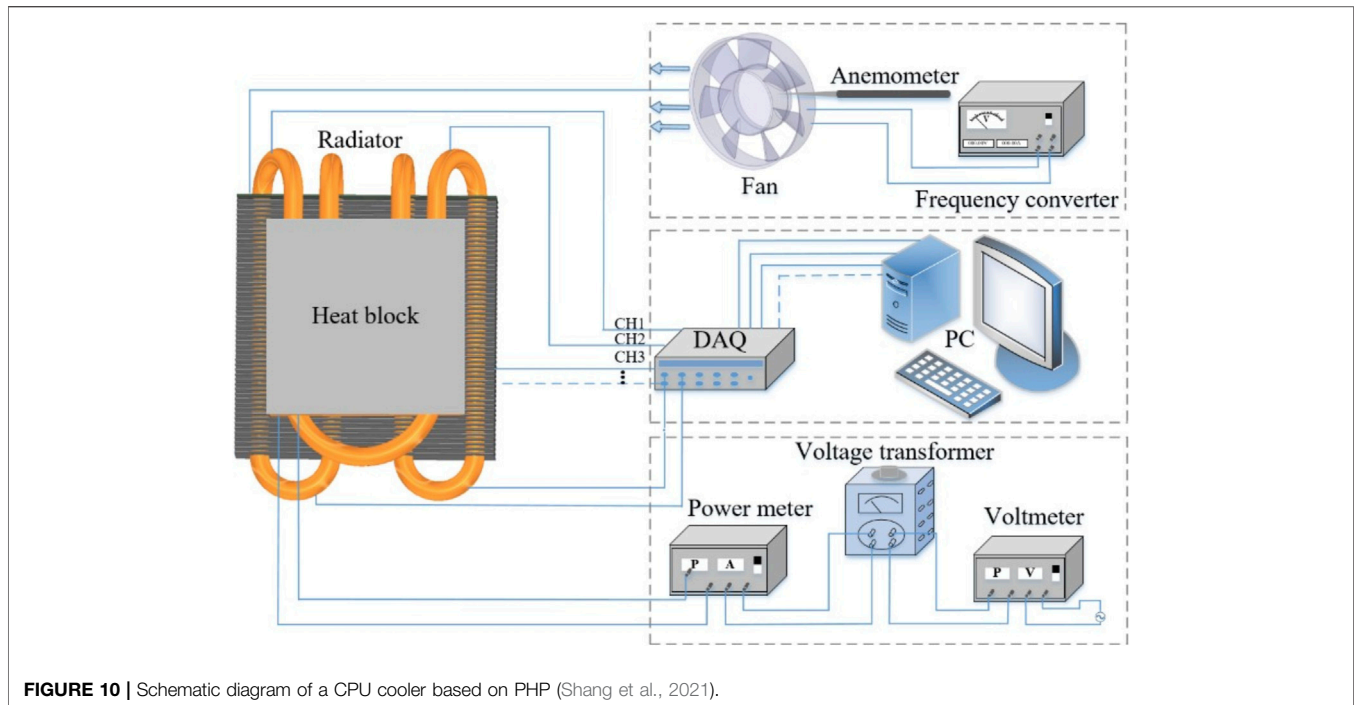 Anemometer
V
Fan
Frequency converter
Radiator
Heat block
CH1
CH2
CH3
DAQ
PC
Voltage transformer
Power meter
Voltmeter
P A
P V
FIGURE 10 | Schematic diagram of a CPU cooler based on PHP (Shang et al., 2021).